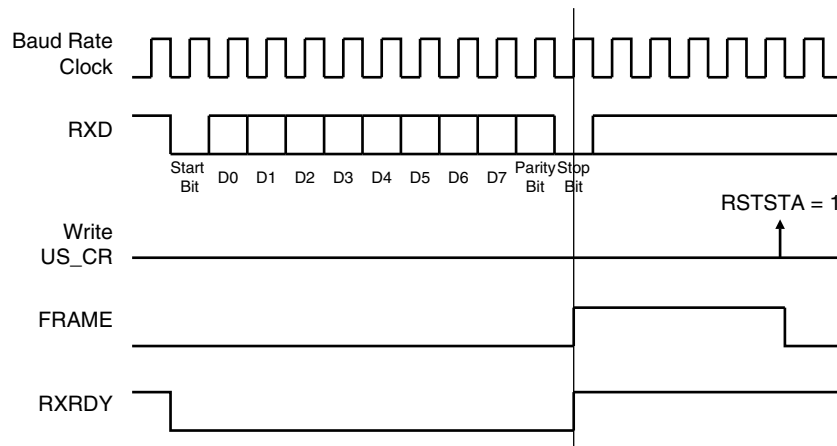 Baud Rate
Clock
RXD
Start
Bit
D0
D1
D2
D3
D4
D5
D6
D7
Parity
Bit
Stop
Bit
RSTSTA = 1
Write
US_CR
FRAME
RXRDY